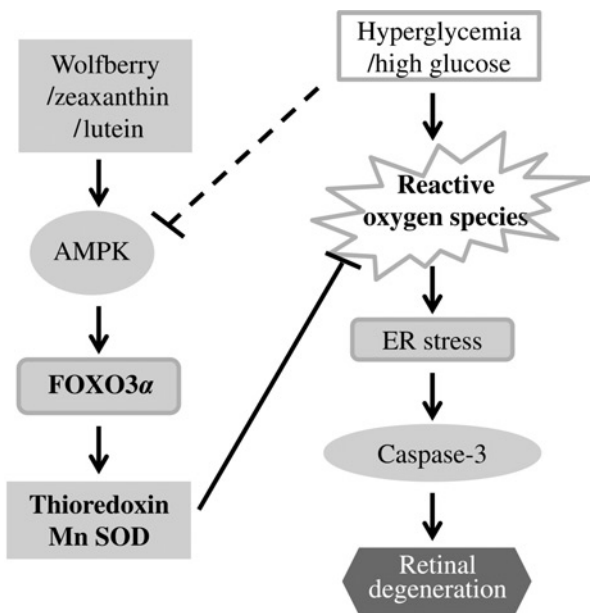 Wolfberry
/zeaxanthin
/lutein
AMPK
FOXO3α
Thioredoxin
Mn SOD
Hyperglycemia
/high glucose
Reactive
oxygen species
ER stress
Caspase-3
Retinal
degeneration